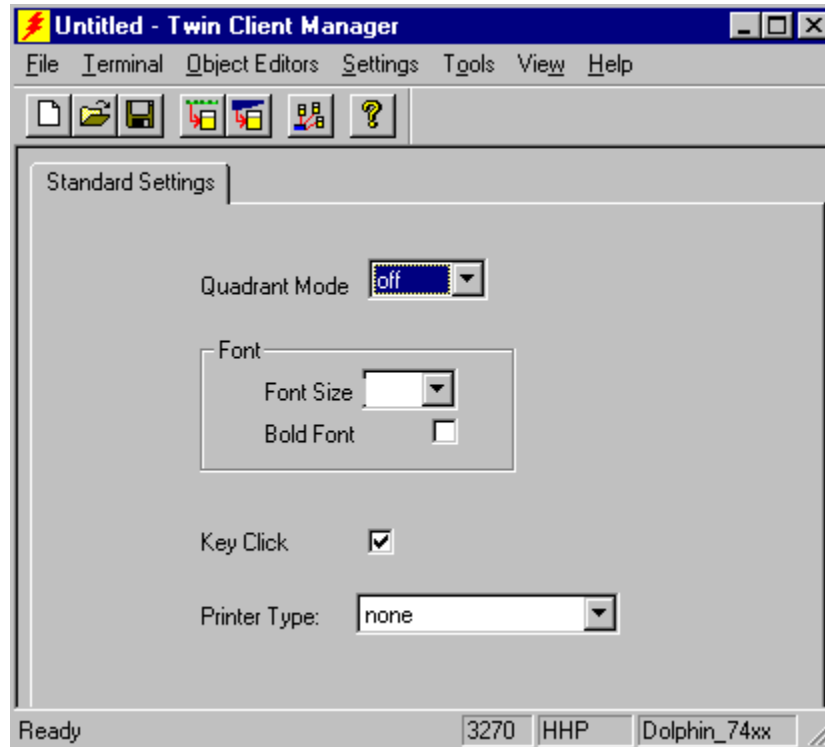 Untitled - Twin Client Manager
File Terminal Object Editors Settings Tools View Help
Standard Settings
Quadrant Mode off
Font
Font Size
Bold Font
Key Click
Printer Type: none
Ready 3270 HHP Dolphin_74xx